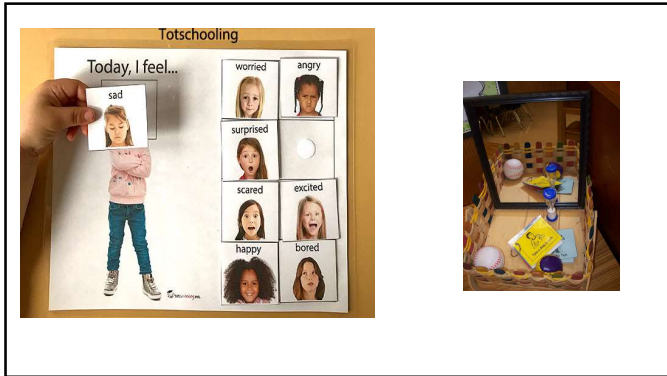 Totschooling
Today, I feel...
sad
worried
angry
surprised
scared
excited
happy
bored